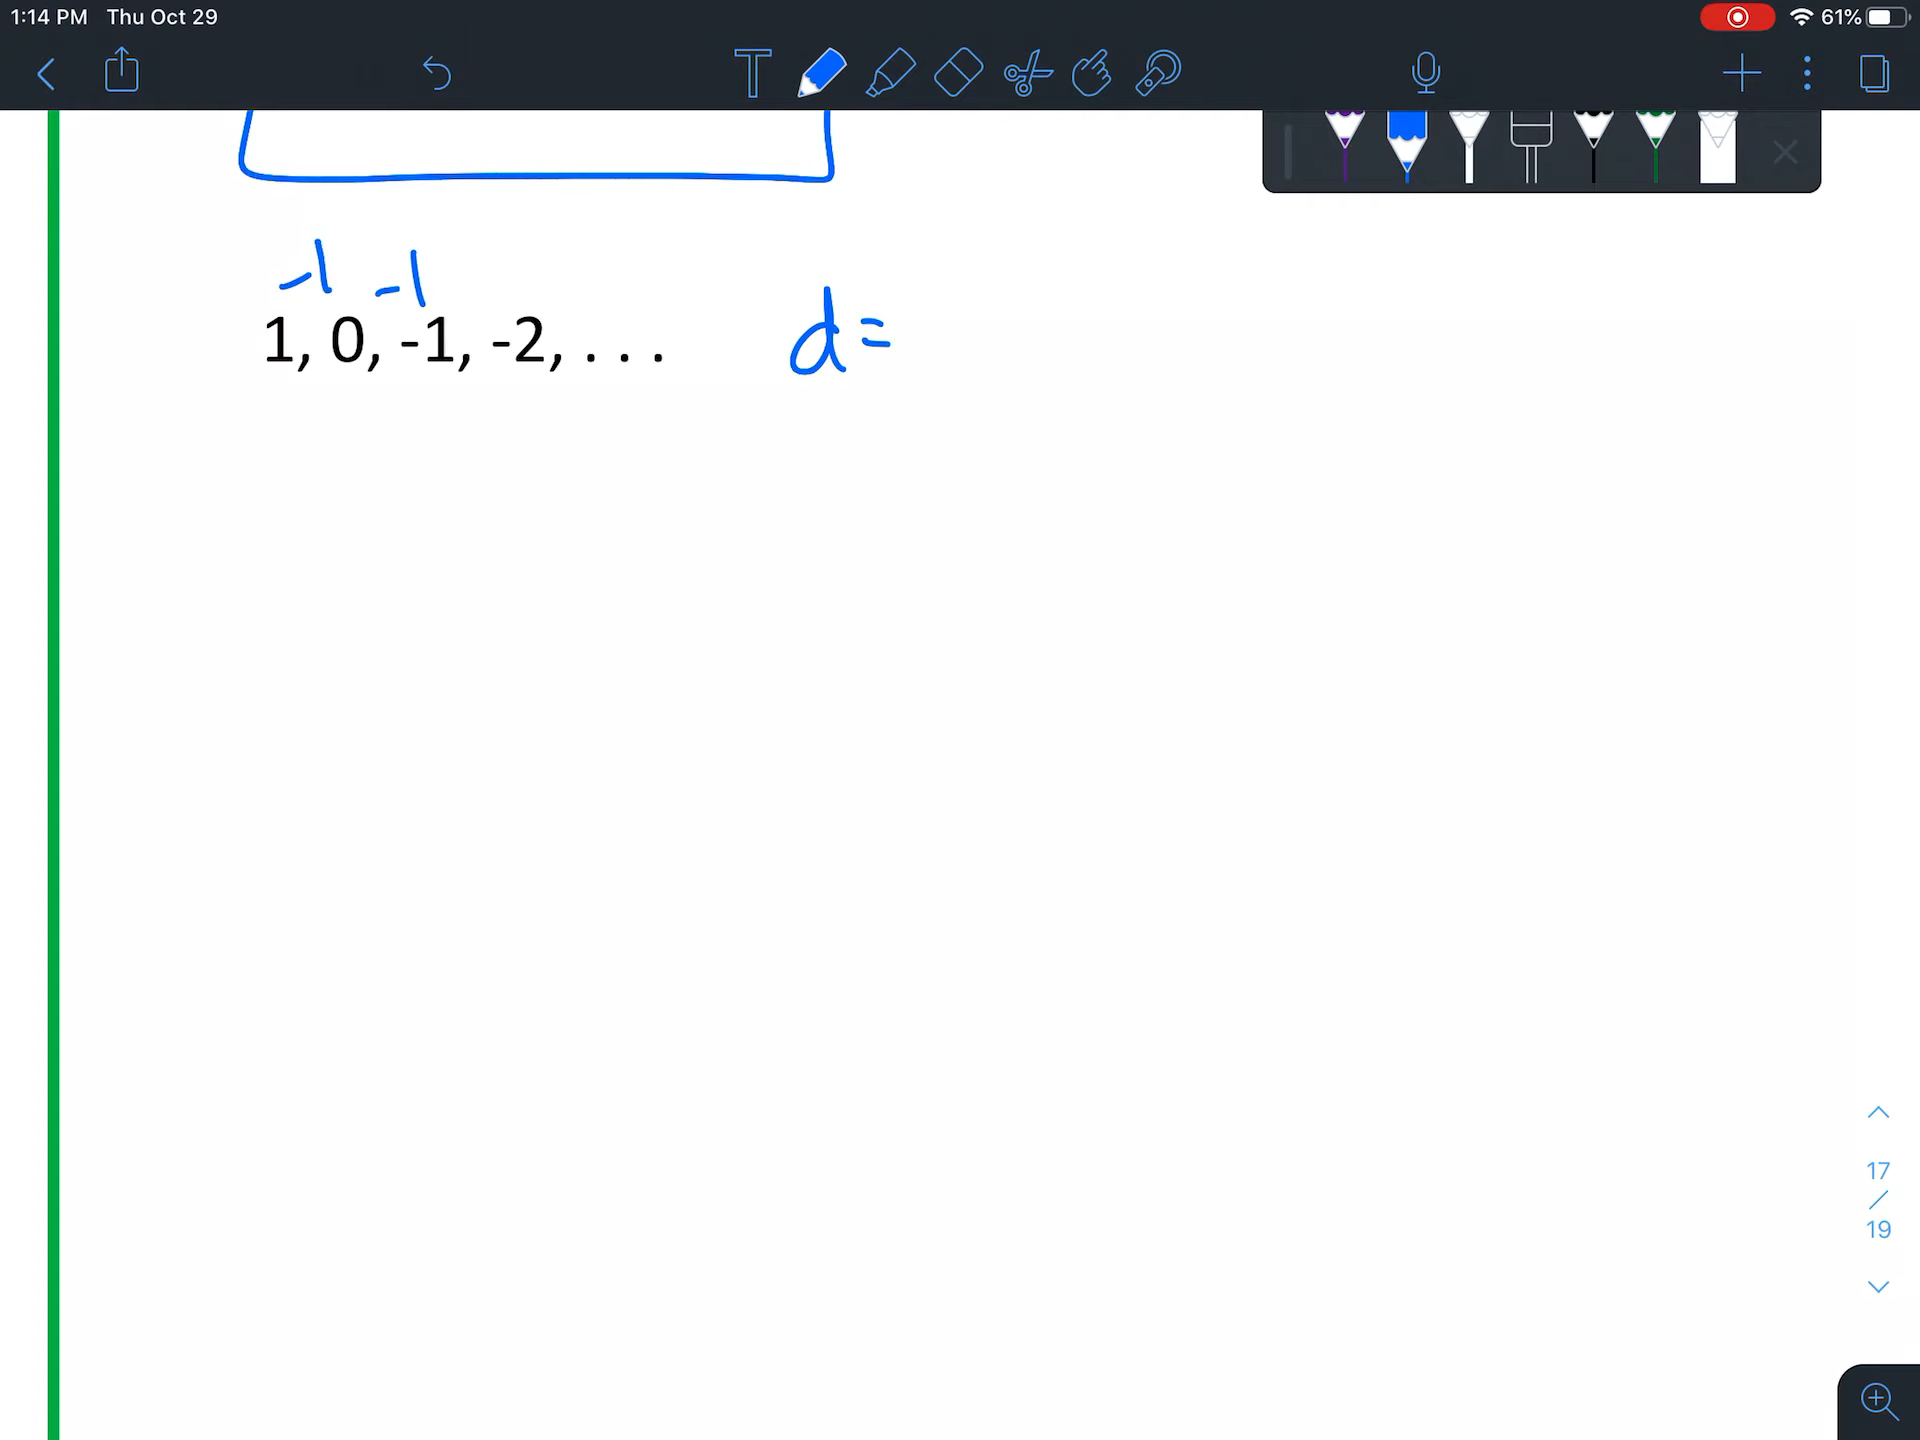 1:14 PM Thu Oct 29
61%
T
-1 -1
1, 0, -1, -2, . . .
d=
17
/
19